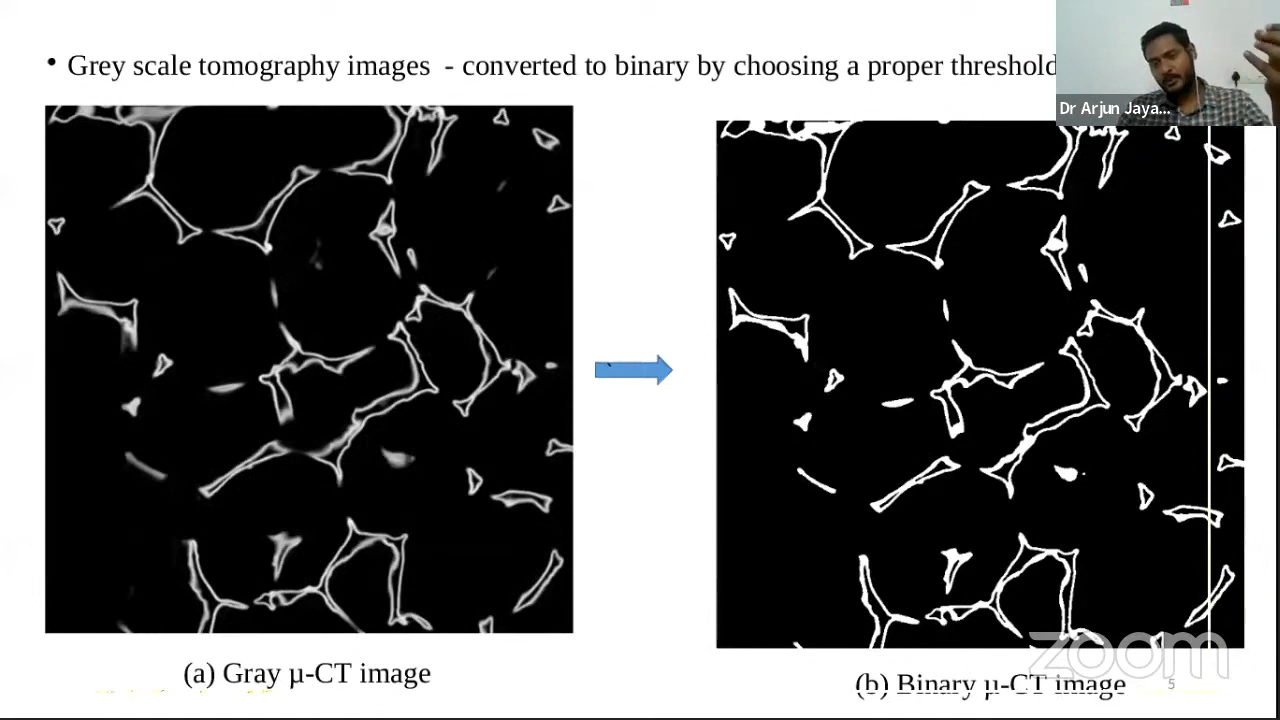 • Grey scale tomography images - converted to binary by choosing a proper threshold
Dr Arjun Jaya...
(a) Gray µ-CT image
(b) Binary µ-CT image
5
zoom